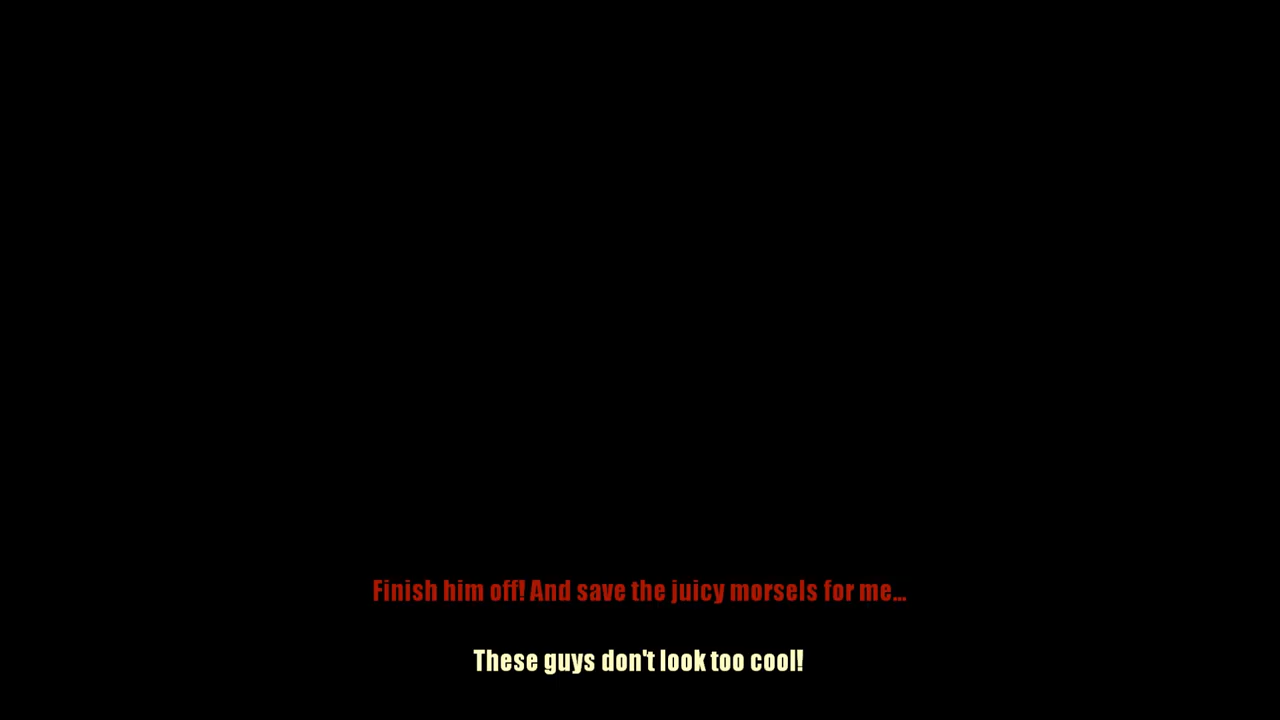 Finish him off! And save the juicy morsels for me...
These guys don't look too cool!